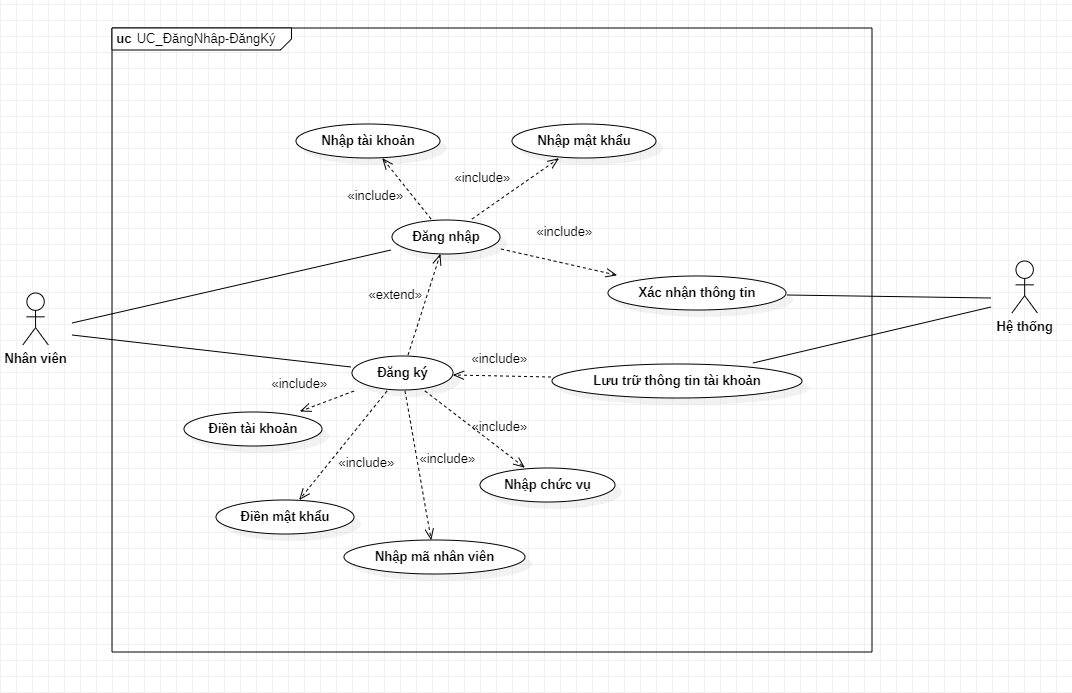 uc UC_ĐăngNhâp-ĐăngKý
Nhập tài khoản
Nhập mật khẩu
«include»
«include»
Đăng nhập
«include»
Xác nhận thông tin
«extend»
Nhân viên
Hệ thống
Đăng ký
«include»
Lưu trữ thông tin tài khoản
«include»
Điền tài khoản
«include»
«include»
«include»
Nhập chức vụ
Điền mật khẩu
Nhập mã nhân viên